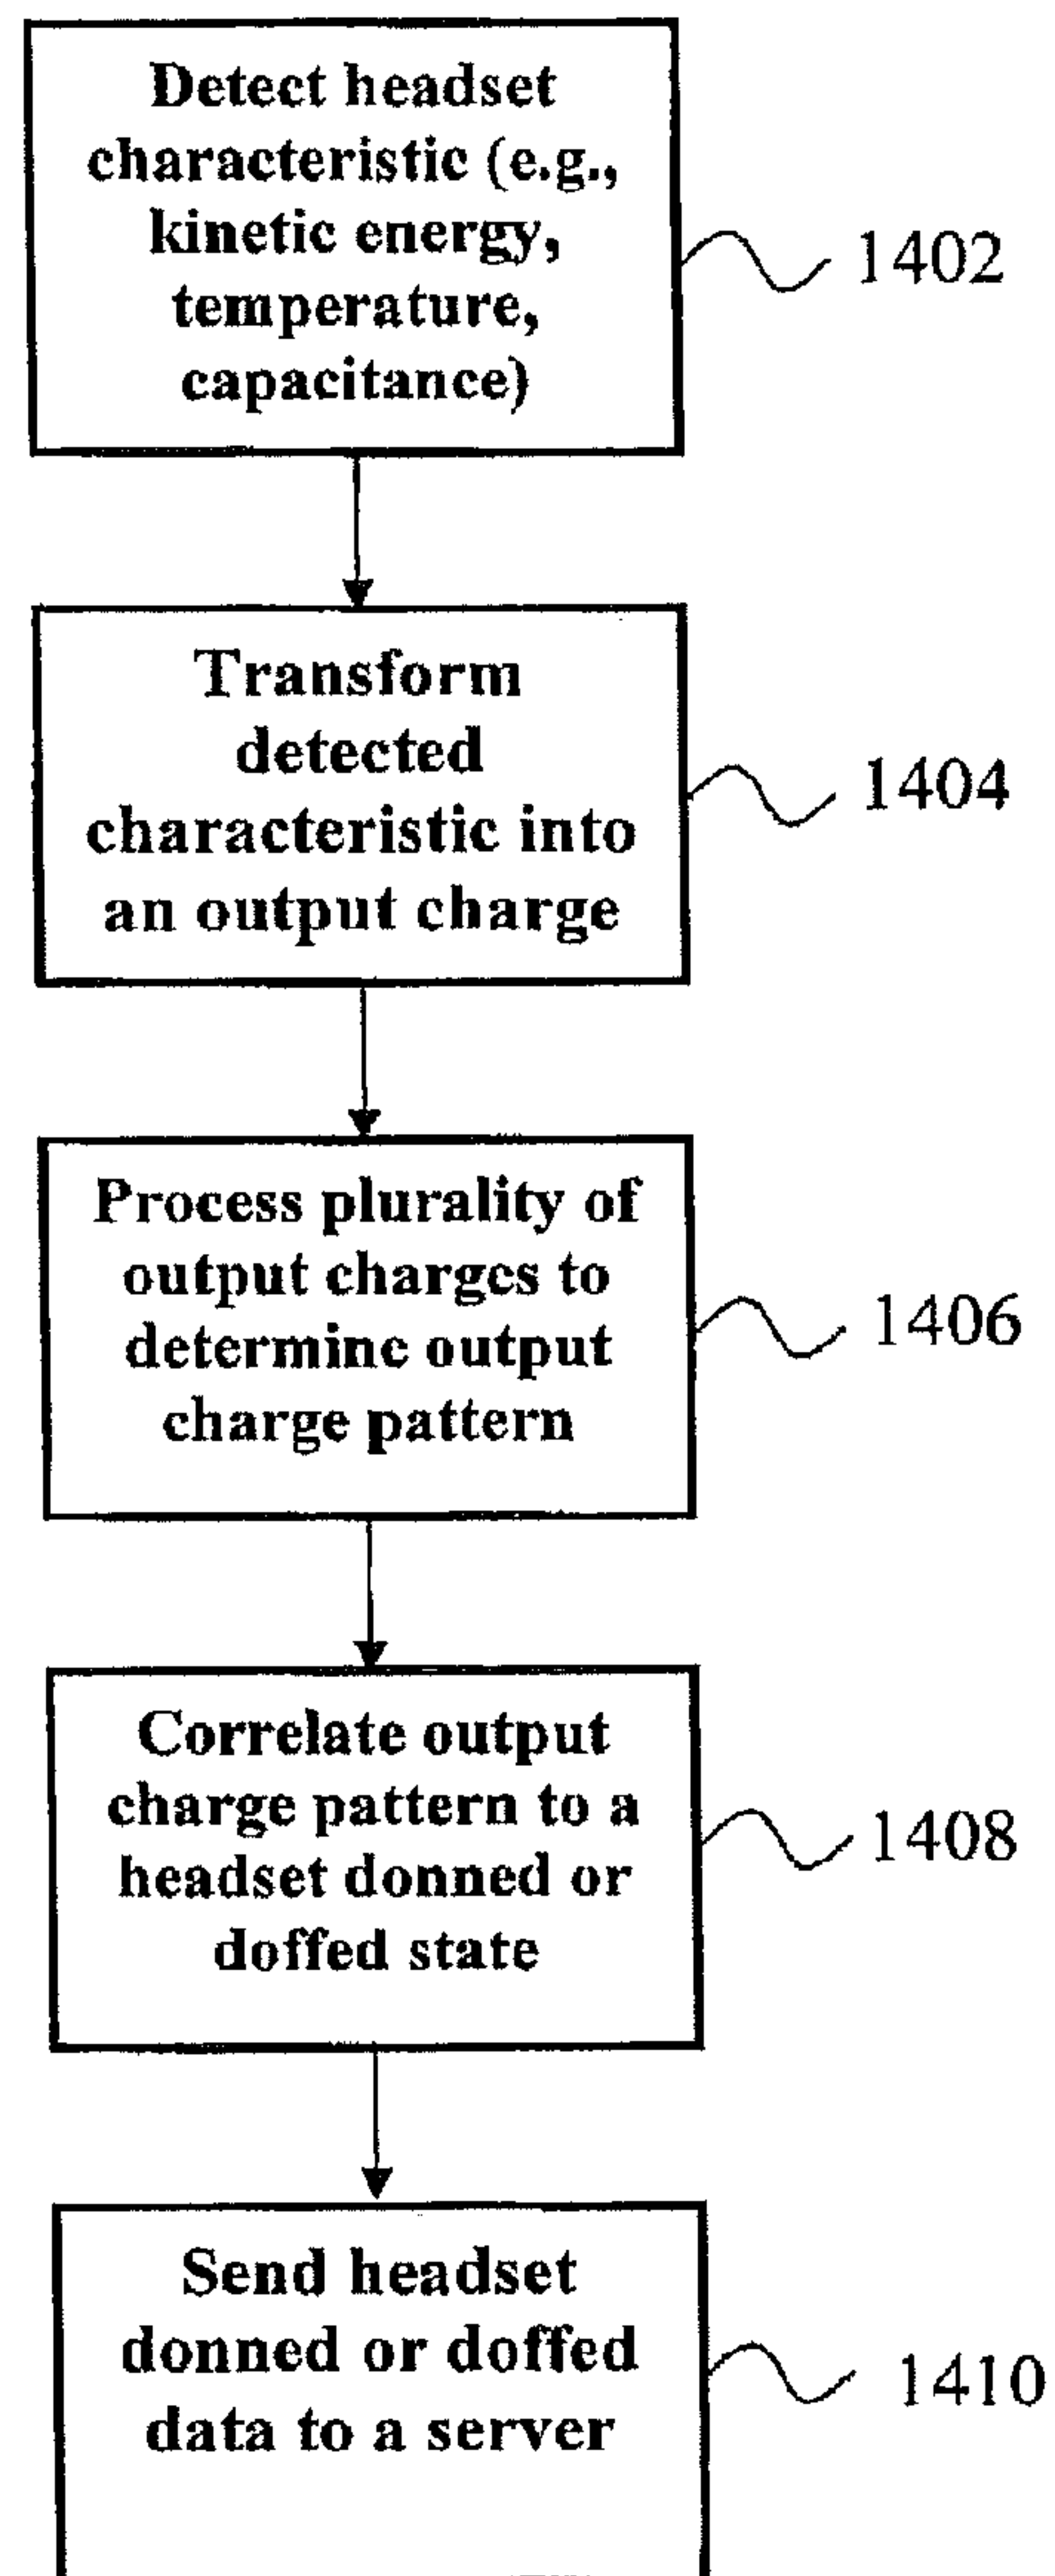 Detect headset
characteristic (e.g.,
kinetic energy,
temperature,
capacitance)
1402
Transform
detected
characteristic into
an output charge
1404
Process plurality of
output charges to
determine output
charge pattern
1406
Correlate output
charge pattern to a
headset donned or
doffed state
1408
Send headset
donned or doffed
data to a server
1410